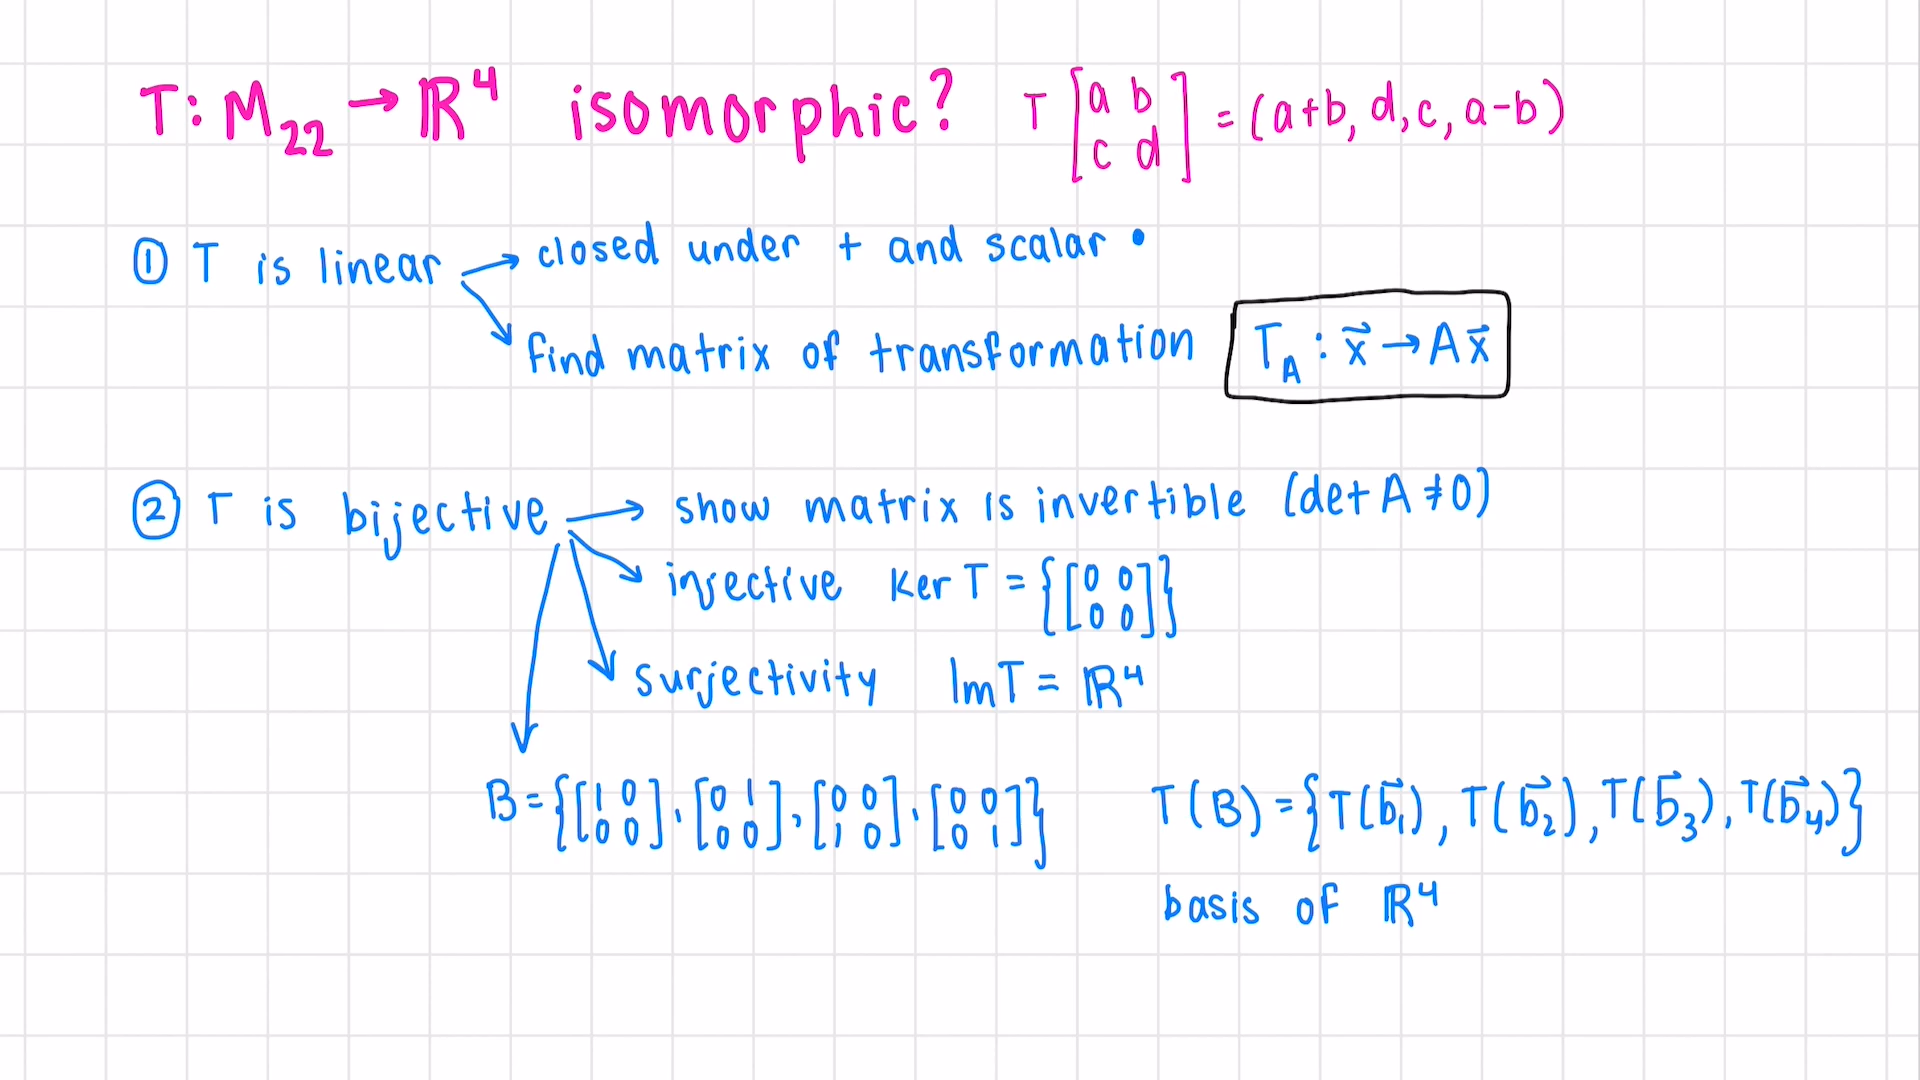 T: M₂₂ → ℝ⁴ isomorphic? T [a b; c d] = (a+b, d, c, a-b)
① T is linear → closed under + and scalar •
↘ find matrix of transformation T_A : x⃗ → A x⃗
② T is bijective → show matrix is invertible (det A ≠ 0)
injective Ker T = {[0 0; 0 0]}
surjectivity Im T = ℝ⁴
B = {[1 0; 0 0], [0 1; 0 0], [0 0; 1 0], [0 0; 0 1]} T(B) = {T(b⃗₁), T(b⃗₂), T(b⃗₃), T(b⃗₄)}
basis of ℝ⁴